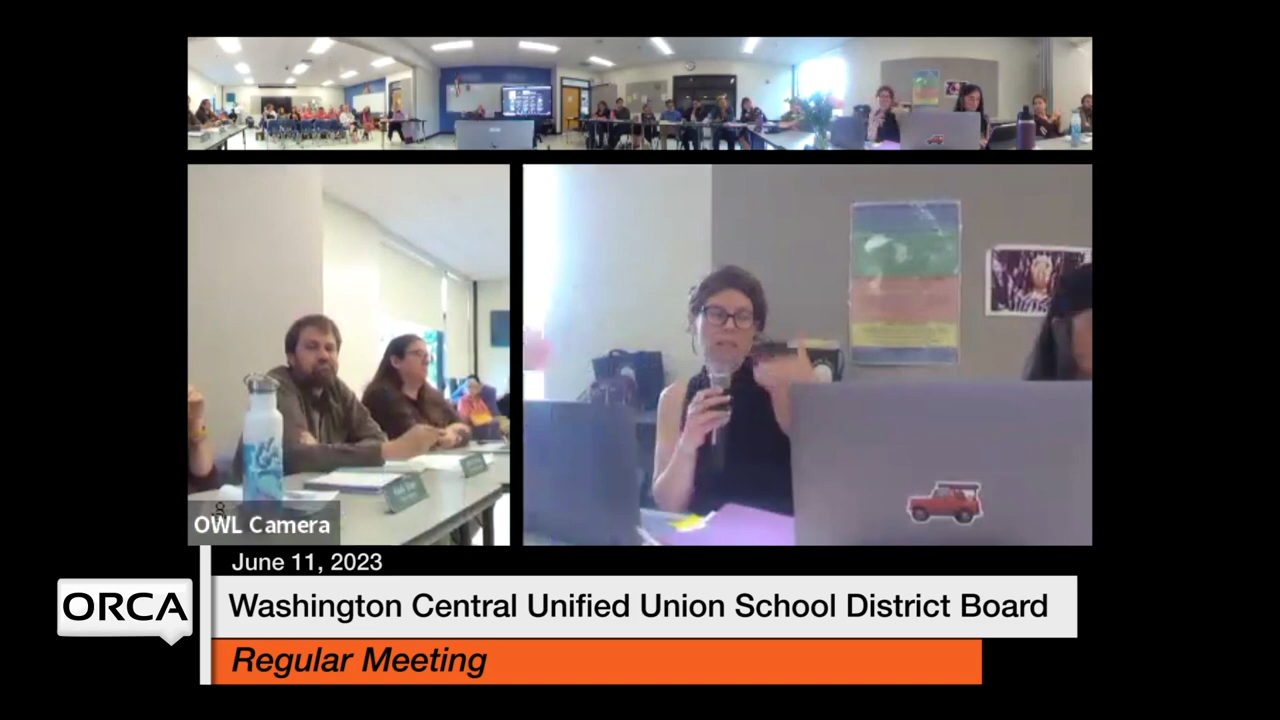 OWL Camera
June 11, 2023
ORCA
Washington Central Unified Union School District Board
Regular Meeting